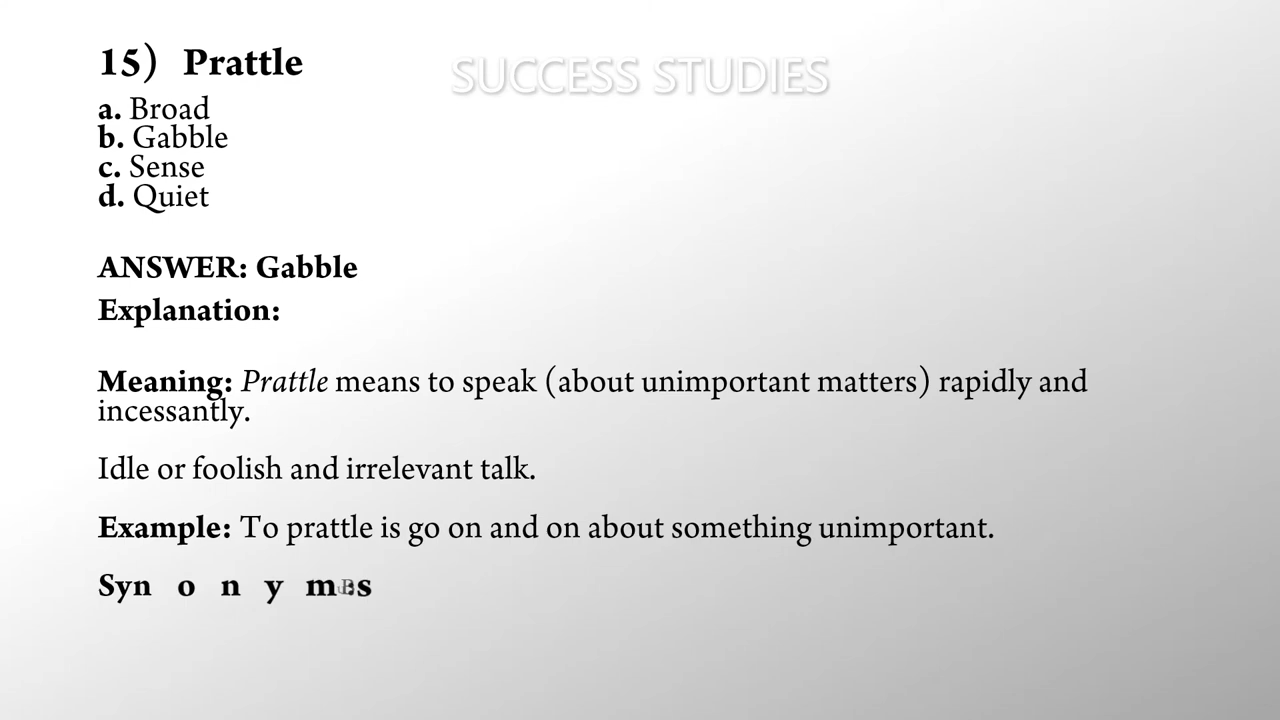 15) Prattle
SUCCESS STUDIES
a. Broad
b. Gabble
c. Sense
d. Quiet
ANSWER: Gabble
Explanation:
Meaning: Prattle means to speak (about unimportant matters) rapidly and
incessantly.
Idle or foolish and irrelevant talk.
Example: To prattle is go on and on about something unimportant.
Synonyms